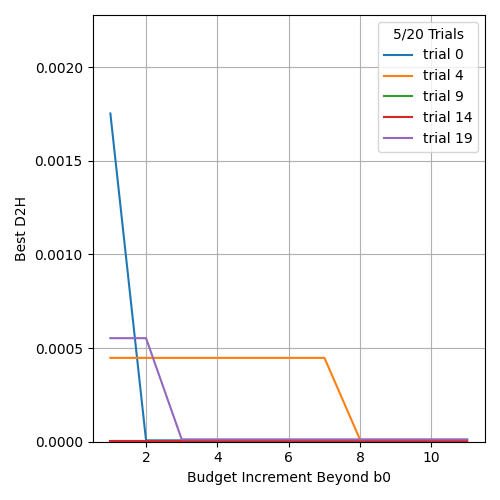 5/20 Trials
trial 0
trial 4
trial 9
trial 14
trial 19
Best D2H
0.0020
0.0015
0.0010
0.0005
0.0000
2 4 6 8 10
Budget Increment Beyond b0